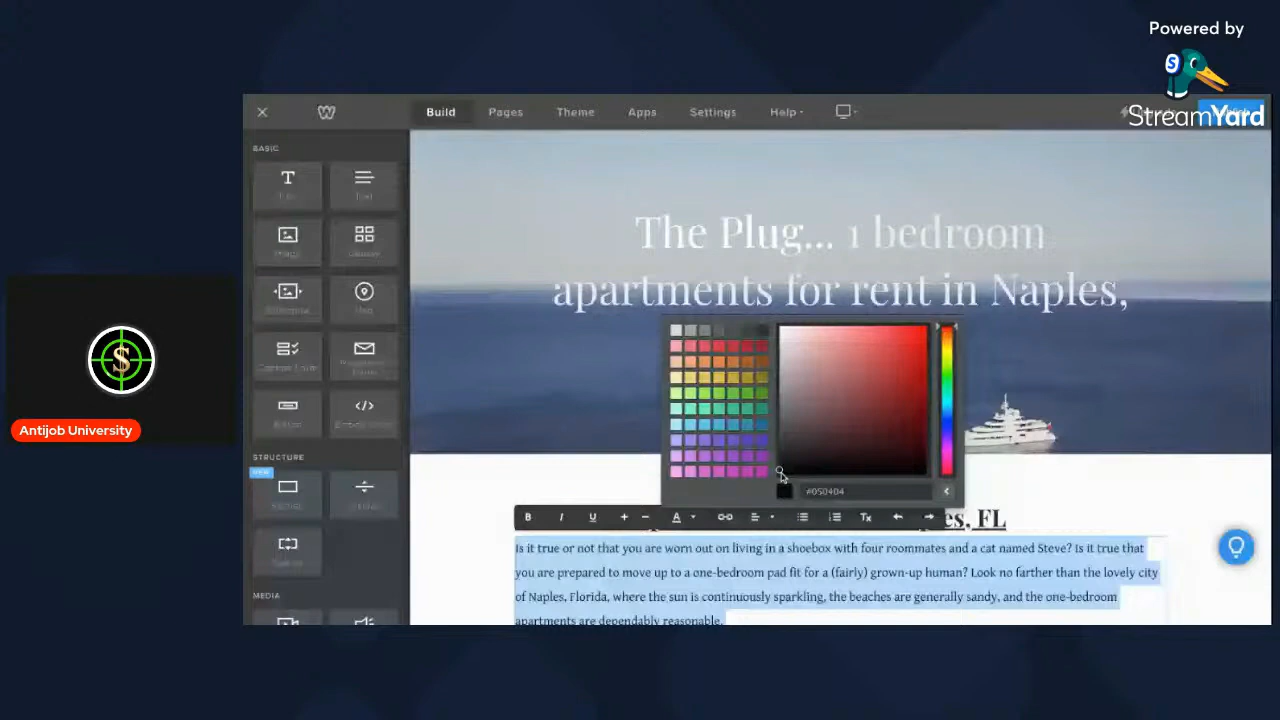 Powered by
StreamYard
Build
Pages
Theme
Apps
Settings
Help
BASIC
The Plug... 1 bedroom
apartments for rent in Naples,
STRUCTURE
MEDIA
#050404
B
I
U
A
Tx
es, FL
Is it true or not that you are worn out on living in a shoebox with four roommates and a cat named Steve? Is it true that
you are prepared to move up to a one-bedroom pad fit for a (fairly) grown-up human? Look no farther than the lovely city
of Naples, Florida, where the sun is continuously sparkling, the beaches are generally sandy, and the one-bedroom
apartments are dependably reasonable.
Antijob University